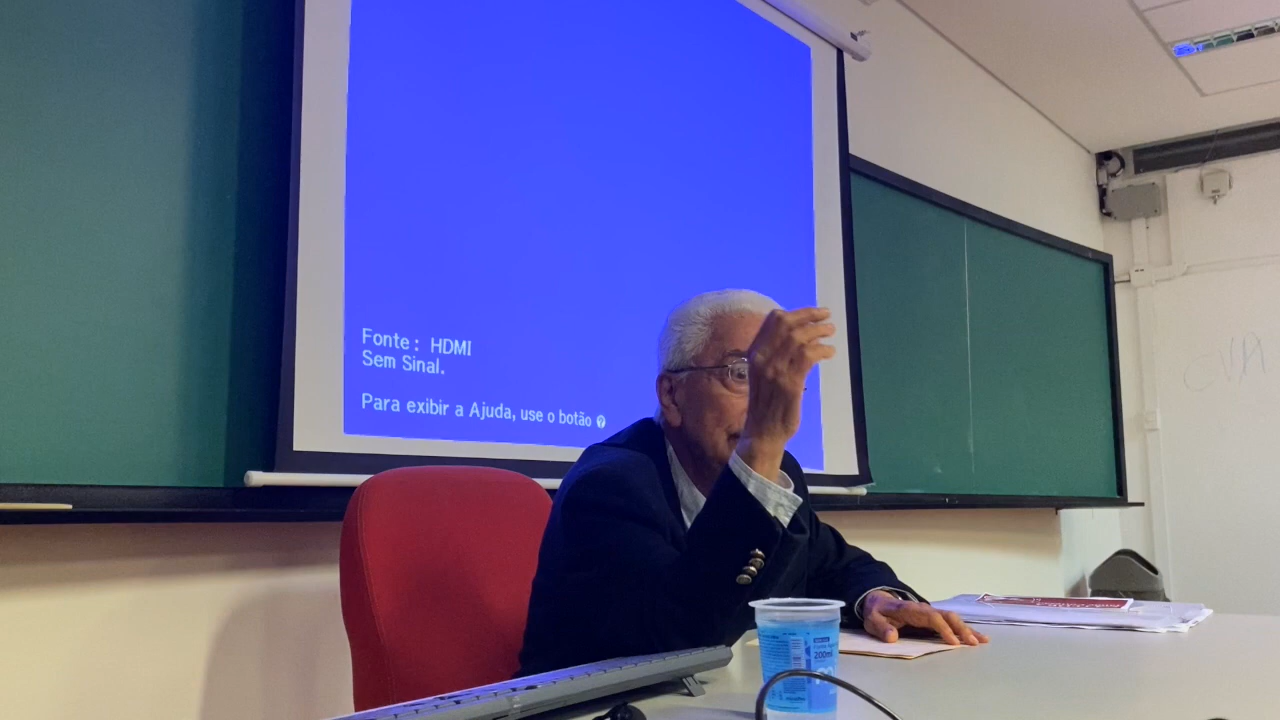 Fonte: HDMI
Sem Sinal.
Para exibir a Ajuda, use o botão ?
200ml